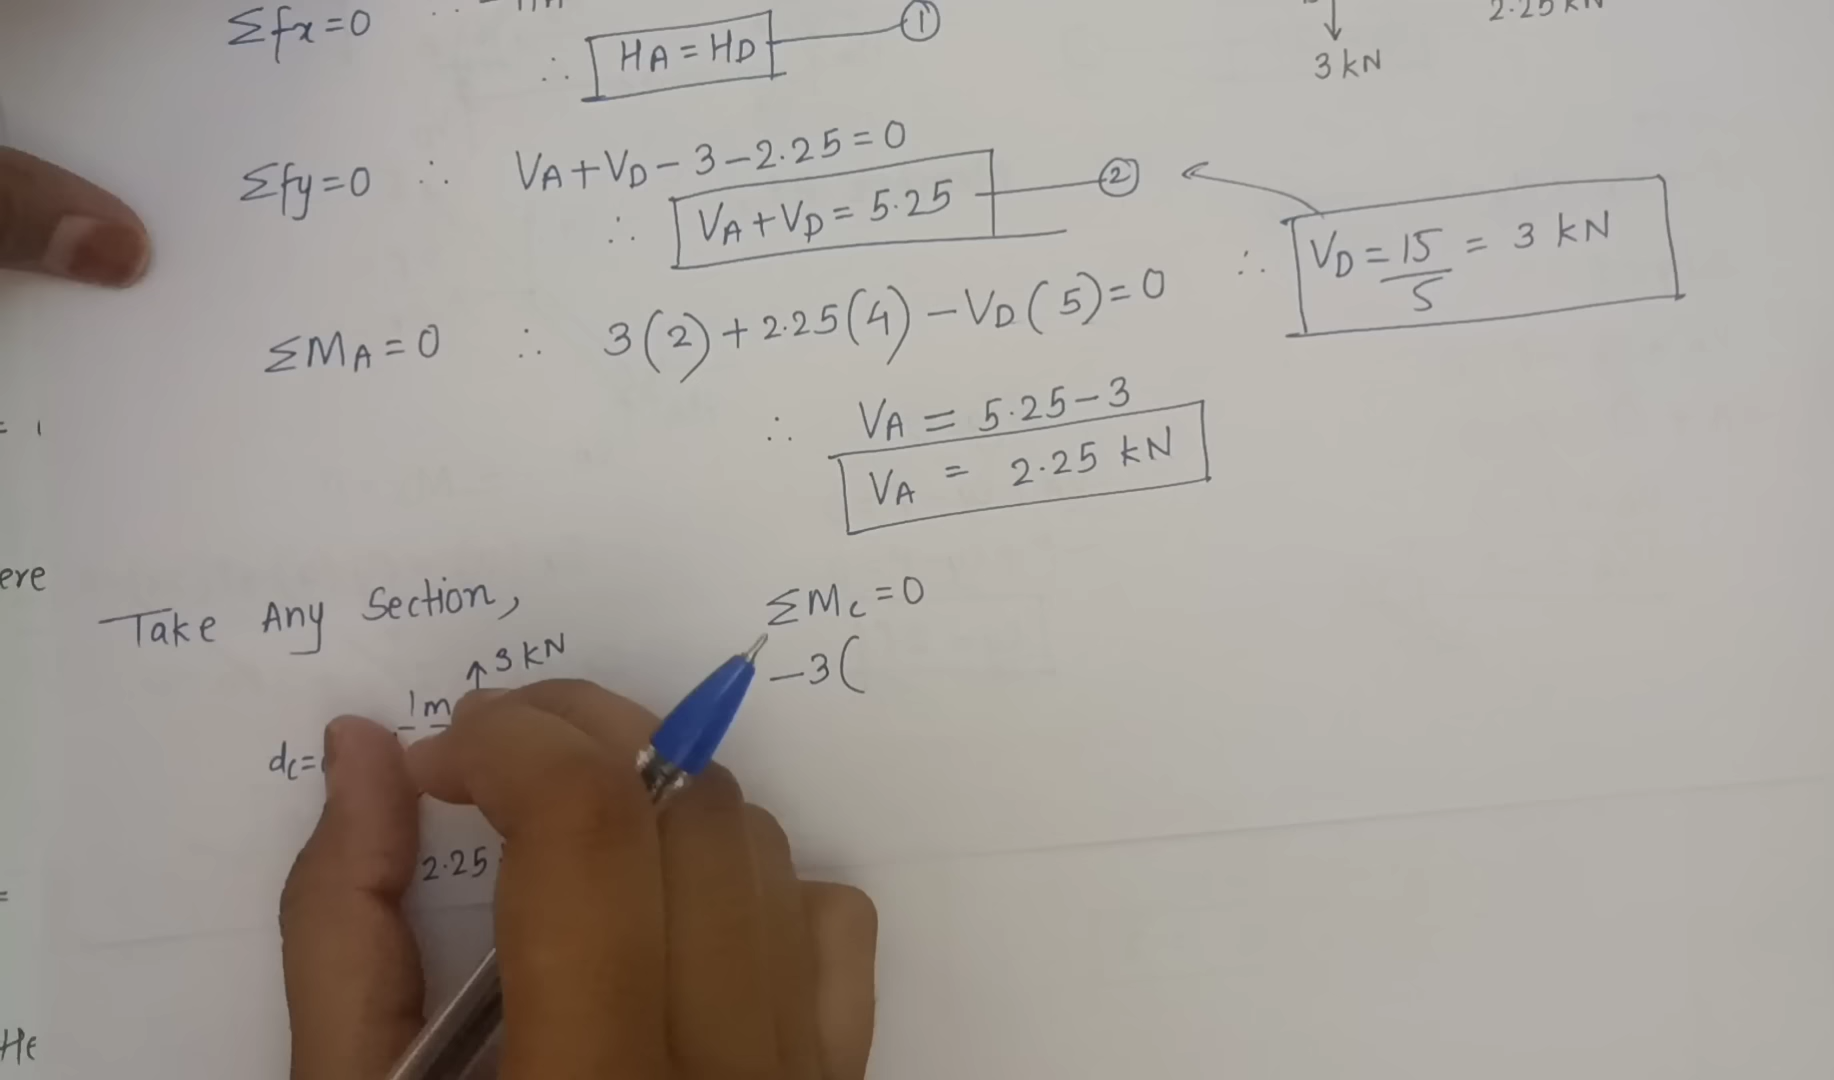 Σfx=0
∴ HA = HD ①
3 kN
2.25 kN
Σfy=0 ∴ VA+VD-3-2.25=0
∴ VA+VD = 5.25 ②
∴ VD = 15/5 = 3 kN
ΣMA=0 ∴ 3(2)+2.25(4)-VD(5)=0
∴ VA = 5.25-3
VA = 2.25 kN
ere
Take Any Section,
ΣMc=0
3 kN
-3(
1m
dc=
2.25
He